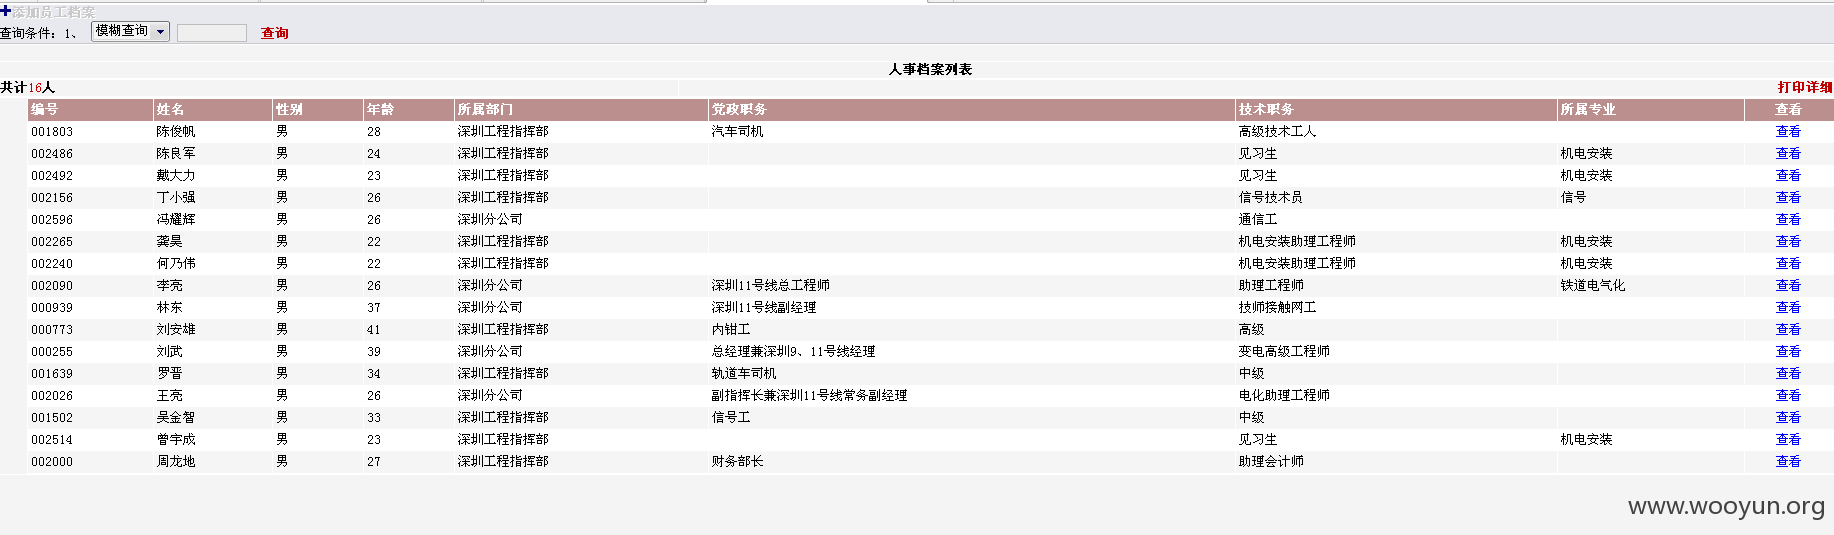 添加员工档案
查询条件：1、 模糊查询 查询
人事档案列表
共计16人 打印详细
编号 姓名 性别 年龄 所属部门 党政职务 技术职务 所属专业 查看
001803 陈俊帆 男 28 深圳工程指挥部 汽车司机 高级技术工人 查看
002486 陈良军 男 24 深圳工程指挥部 见习生 机电安装 查看
002492 戴大力 男 23 深圳工程指挥部 见习生 机电安装 查看
002156 丁小强 男 26 深圳工程指挥部 信号技术员 信号 查看
002596 冯耀辉 男 26 深圳分公司 通信工 查看
002265 龚昊 男 22 深圳工程指挥部 机电安装助理工程师 机电安装 查看
002240 何乃伟 男 22 深圳工程指挥部 机电安装助理工程师 机电安装 查看
002090 李亮 男 26 深圳分公司 深圳11号线总工程师 助理工程师 铁道电气化 查看
000939 林东 男 37 深圳分公司 深圳11号线副经理 技师接触网工 查看
000773 刘安雄 男 41 深圳工程指挥部 内钳工 高级 查看
000255 刘武 男 39 深圳分公司 总经理兼深圳9、11号线经理 变电高级工程师 查看
001639 罗晋 男 34 深圳工程指挥部 轨道车司机 中级 查看
002026 王亮 男 26 深圳分公司 副指挥长兼深圳11号线常务副经理 电化助理工程师 查看
001502 吴金智 男 33 深圳工程指挥部 信号工 中级 查看
002514 曾宇成 男 23 深圳工程指挥部 见习生 机电安装 查看
002000 周龙地 男 27 深圳工程指挥部 财务部长 助理会计师 查看
www.wooyun.org